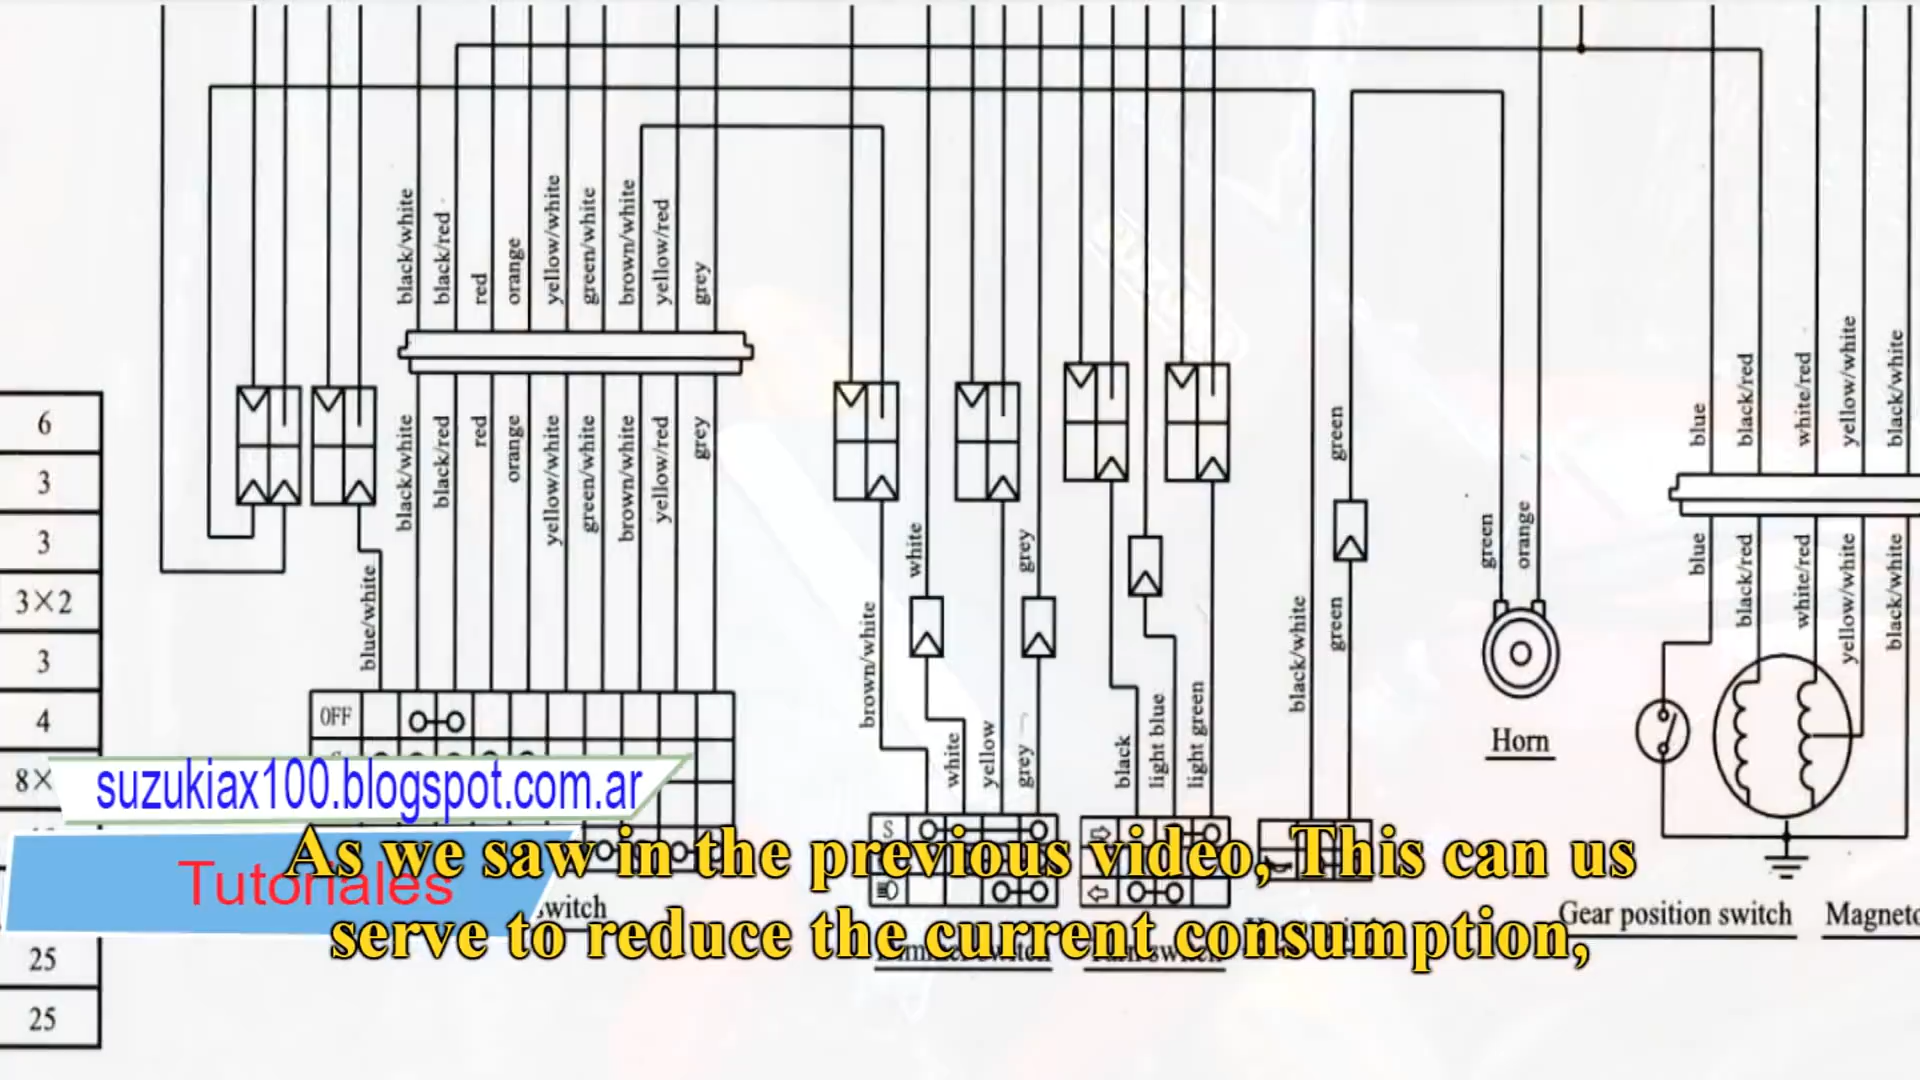 black/white
black/red
red
orange
yellow/white
green/white
brown/white
yellow/red
grey
black/white
black/red
red
orange
yellow/white
green/white
brown/white
yellow/red
grey
blue/white
6
3
3
3×2
3
4
8×
25
25
OFF
switch
brown/white
white
white
yellow
grey
grey
S
black
light blue
light green
black/white
green
green
green
orange
Horn
blue
black/red
white/red
yellow/white
black/white
blue
black/red
white/red
yellow/white
black/white
Gear position switch
Magneto
suzukiax100.blogspot.com.ar
Tutoriales
As we saw in the previous video, This can us
serve to reduce the current consumption,